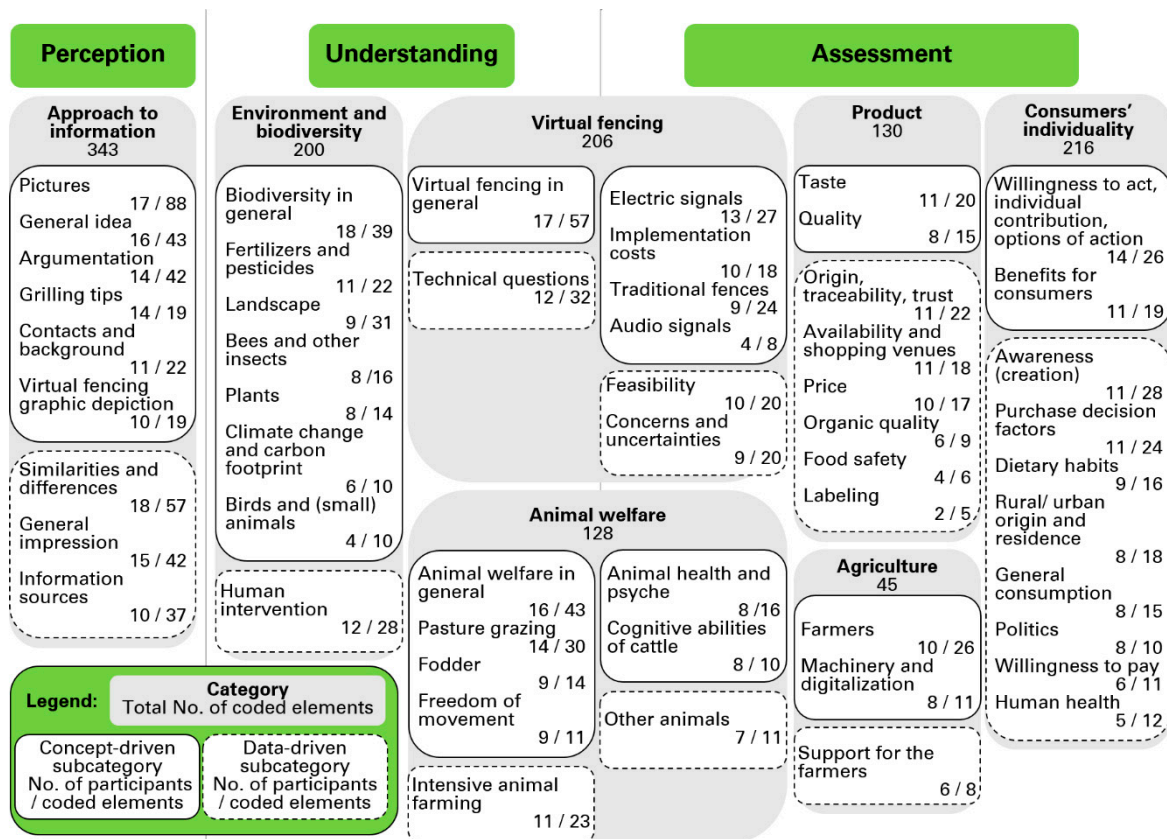 Perception
Understanding
Assessment
Approach to
information
343
Pictures
17 / 88
General idea
16 / 43
Argumentation
14 / 42
Grilling tips
14 / 19
Contacts and
background
11 / 22
Virtual fencing
graphic depiction
10 / 19
Similarities and
differences
18 / 57
General
impression
15 / 42
Information
sources
10 / 37
Environment and
biodiversity
200
Biodiversity in
general
18 / 39
Fertilizers and
pesticides
11 / 22
Landscape
9 / 31
Bees and other
insects
8 /16
Plants
8 / 14
Climate change
and carbon
footprint
6 / 10
Birds and (small)
animals
4 / 10
Human
intervention
12 / 28
Virtual fencing
206
Virtual fencing in
general
17 / 57
Technical questions
12 / 32
Electric signals
13 / 27
Implementation
costs
10 / 18
Traditional fences
9 / 24
Audio signals
4 / 8
Feasibility
10 / 20
Concerns and
uncertainties
9 / 20
Animal welfare
128
Animal welfare in
general
16 / 43
Pasture grazing
14 / 30
Fodder
9 / 14
Freedom of
movement
9 / 11
Intensive animal
farming
11 / 23
Animal health and
psyche
8 /16
Cognitive abilities
of cattle
8 / 10
Other animals
7 / 11
Product
130
Taste
11 / 20
Quality
8 / 15
Origin,
traceability, trust
11 / 22
Availability and
shopping venues
11 / 18
Price
10 / 17
Organic quality
6 / 9
Food safety
4 / 6
Labeling
2 / 5
Agriculture
45
Farmers
10 / 26
Machinery and
digitalization
8 / 11
Support for the
farmers
6 / 8
Consumers'
individuality
216
Willingness to act,
individual
contribution,
options of action
14 / 26
Benefits for
consumers
11 / 19
Awareness
(creation)
11 / 28
Purchase decision
factors
11 / 24
Dietary habits
9 / 16
Rural/ urban
origin and
residence
8 / 18
General
consumption
8 / 15
Politics
8 / 10
Willingness to pay
6 / 11
Human health
5 / 12
Legend:
Category
Total No. of coded elements
Concept-driven
subcategory
No. of participants
/ coded elements
Data-driven
subcategory
No. of participants
/ coded elements